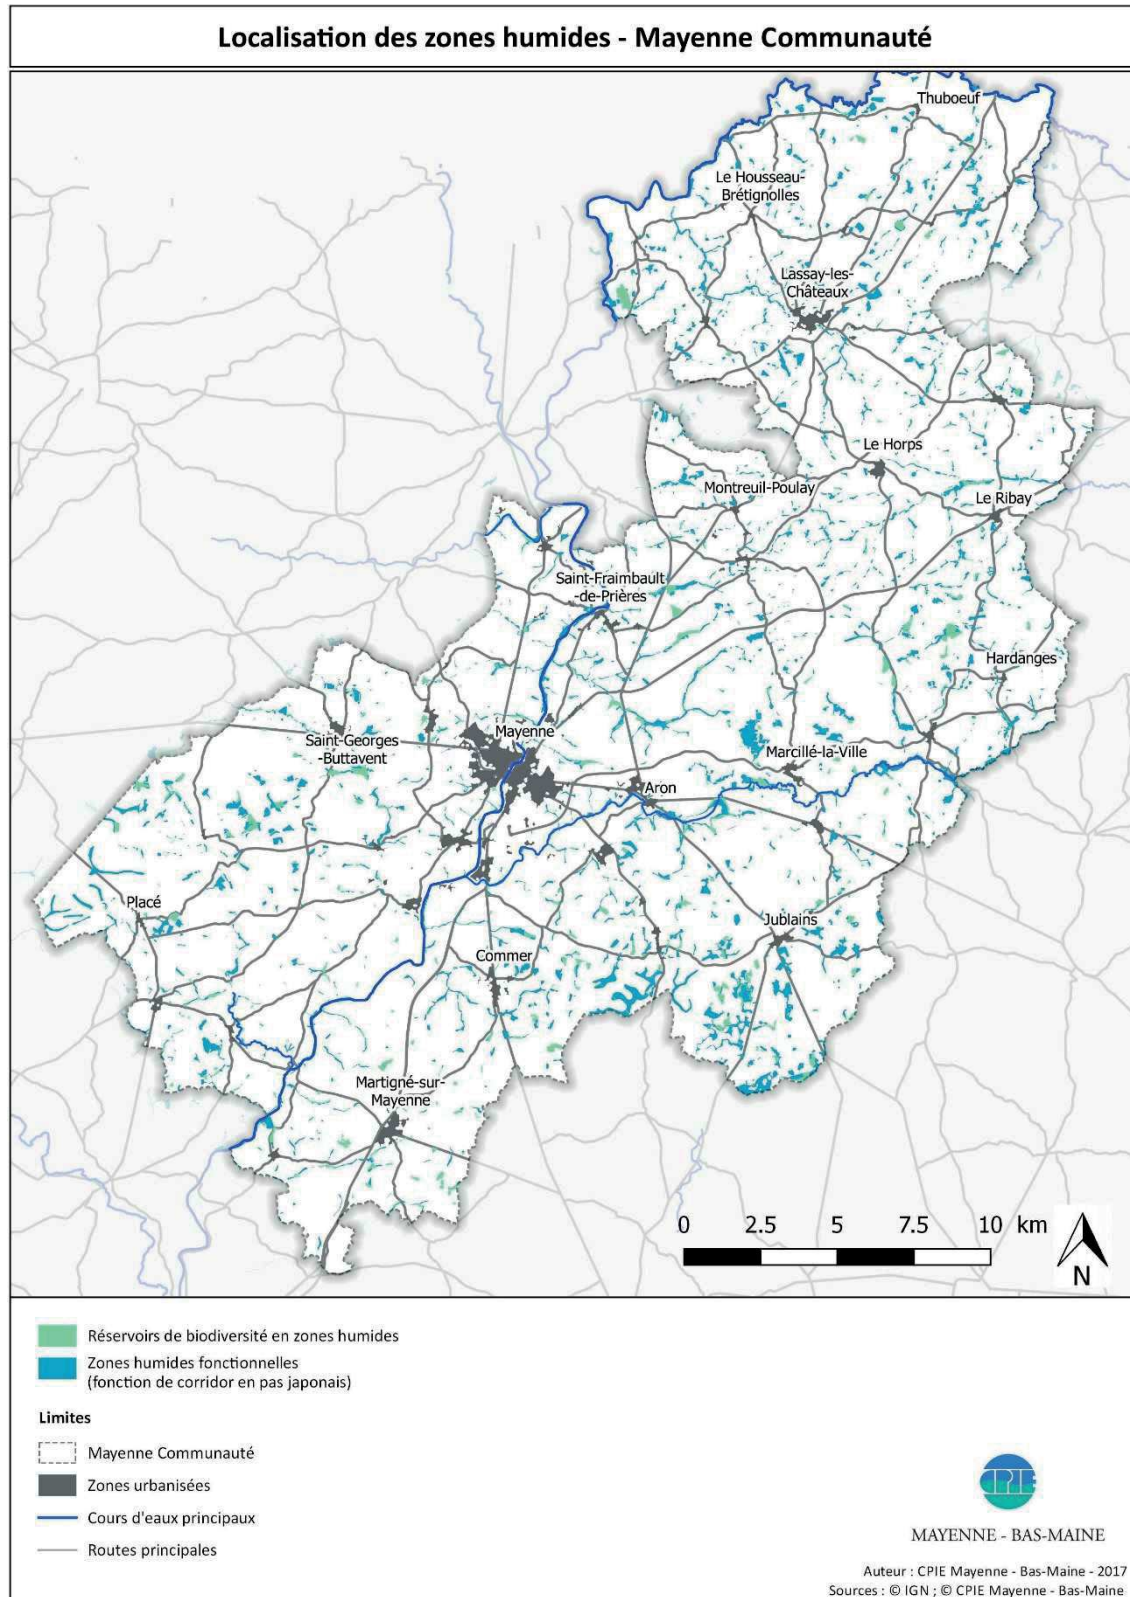 Localisation des zones humides - Mayenne Communauté
Thuboeuf
Le Housseau-
Brétignolles
Lassay-les-
Châteaux
Le Horps
Montreuil-Poulay
Le Ribay
Saint-Fraimbault
-de-Prières
Hardanges
Mayenne
Saint-Georges
-Buttavent
Marcillé-la-Ville
Aron
Placé
Jublains
Commer
Martigné-sur-
Mayenne
0 2.5 5 7.5 10 km
N
Réservoirs de biodiversité en zones humides
Zones humides fonctionnelles
(fonction de corridor en pas japonais)
Limites
Mayenne Communauté
Zones urbanisées
Cours d'eaux principaux
Routes principales
CPIE
MAYENNE - BAS-MAINE
Auteur : CPIE Mayenne - Bas-Maine - 2017
Sources : © IGN ; © CPIE Mayenne - Bas-Maine